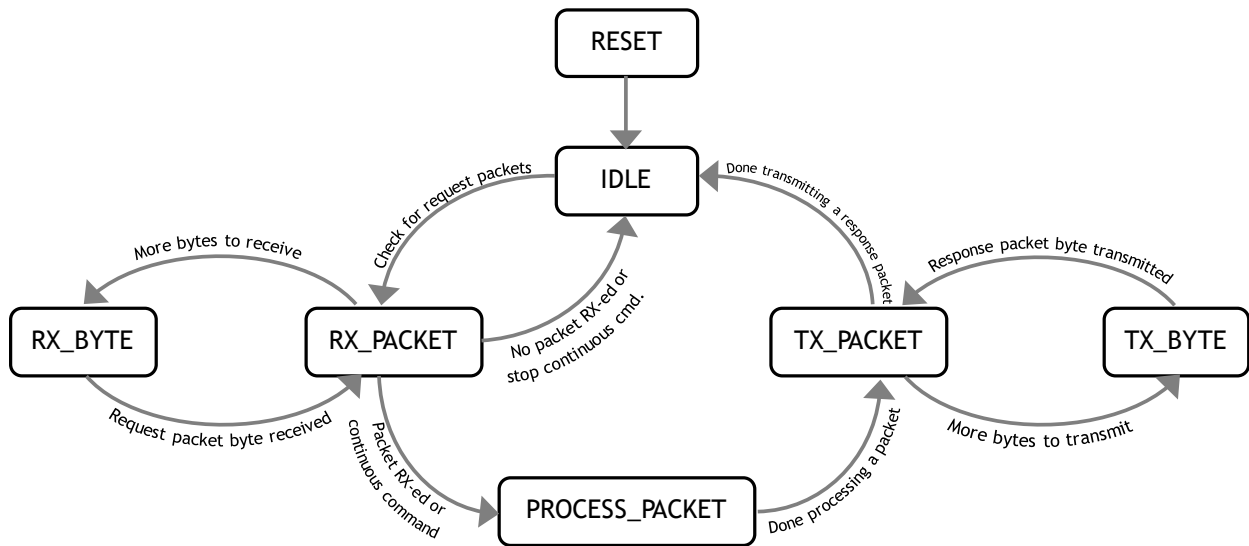 RESET
IDLE
Check for request packets
Done transmitting a response packet
More bytes to receive
Response packet byte transmitted
RX_BYTE
RX_PACKET
No packet RX-ed or
stop continuous cmd.
TX_PACKET
TX_BYTE
Request packet byte received
Packet RX-ed or
continuous command
Done processing a packet
More bytes to transmit
PROCESS_PACKET